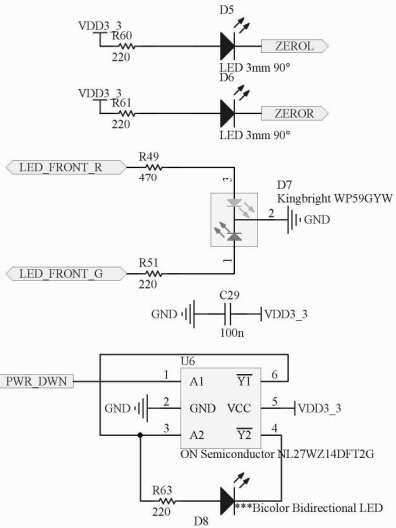 D5
VDD3_3
R60
220
ZEROL
LED 3mm 90°
D6
VDD3_3
R61
220
ZEROR
LED 3mm 90°
LED_FRONT_R
R49
470
3
D7
Kingbright WP59GYW
2
GND
1
LED_FRONT_G
R51
220
C29
GND
VDD3_3
100n
U6
PWR_DWN
1
A1
Y1
6
GND
2
GND
VCC
5
VDD3_3
3
A2
Y2
4
ON Semiconductor NL27WZ14DFT2G
R63
220
***Bicolor Bidirectional LED
D8